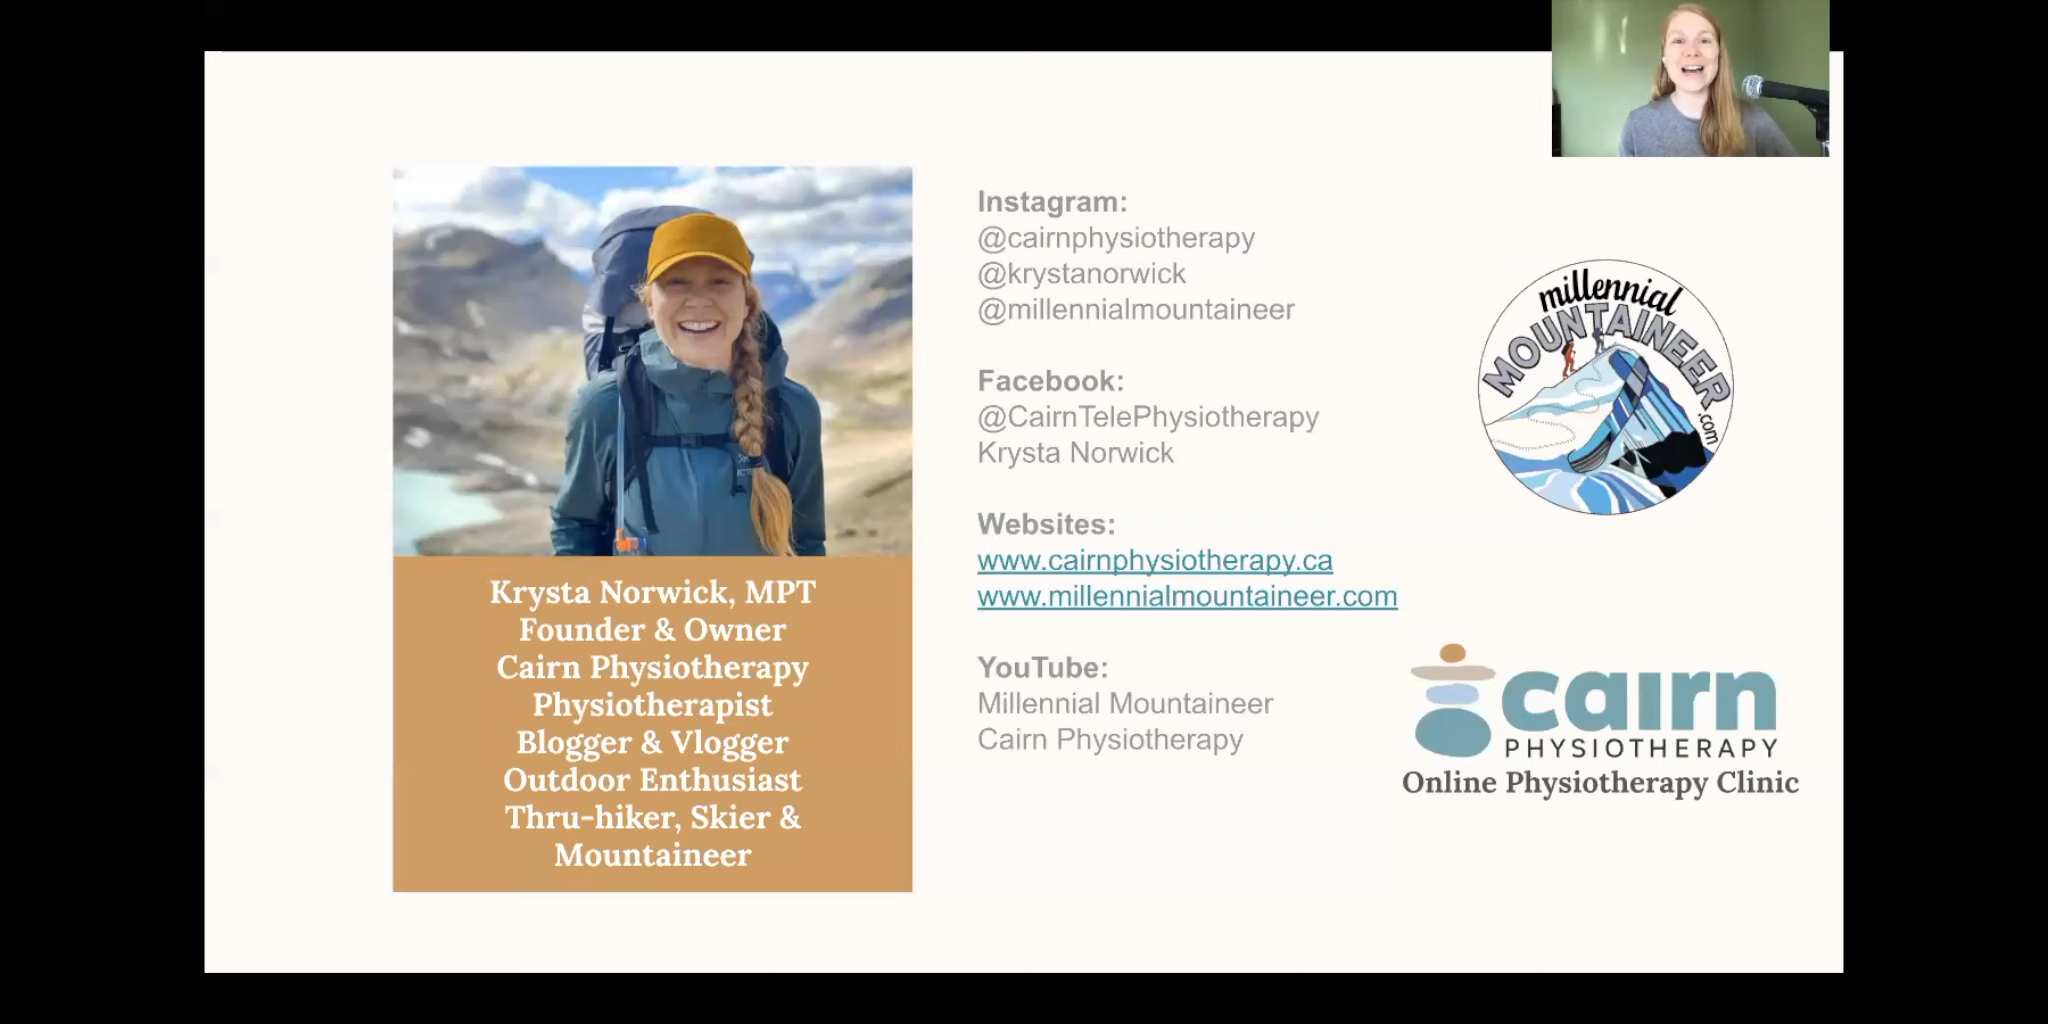 Krysta Norwick, MPT
Founder & Owner
Cairn Physiotherapy
Physiotherapist
Blogger & Vlogger
Outdoor Enthusiast
Thru-hiker, Skier &
Mountaineer
Instagram:
@cairnphysiotherapy
@krystanorwick
@millennialmountaineer
Facebook:
@CairnTelePhysiotherapy
Krysta Norwick
Websites:
www.cairnphysiotherapy.ca
www.millennialmountaineer.com
YouTube:
Millennial Mountaineer
Cairn Physiotherapy
millennial
MOUNTAINEER
.com
cairn
PHYSIOTHERAPY
Online Physiotherapy Clinic